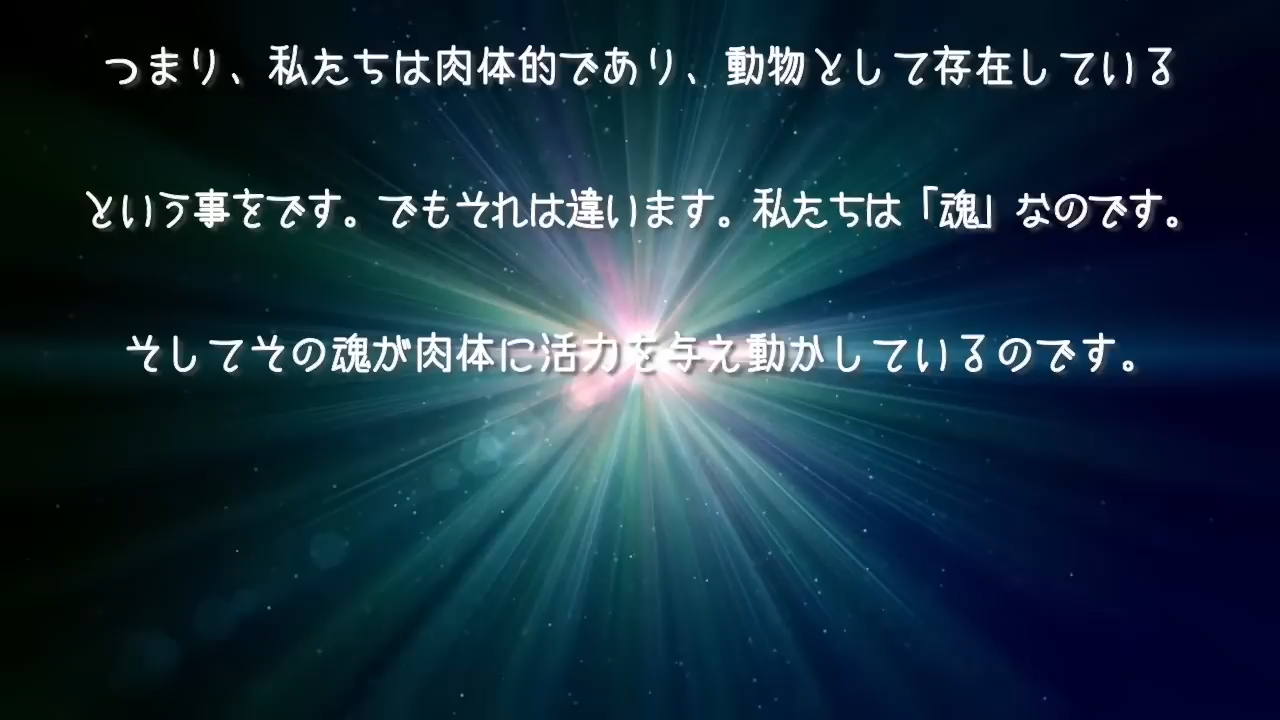 つまり、私たちは肉体的であり、動物として存在している
という事をです。でもそれは違います。私たちは「魂」なのです。
そしてその魂が肉体に活力を与え動かしているのです。